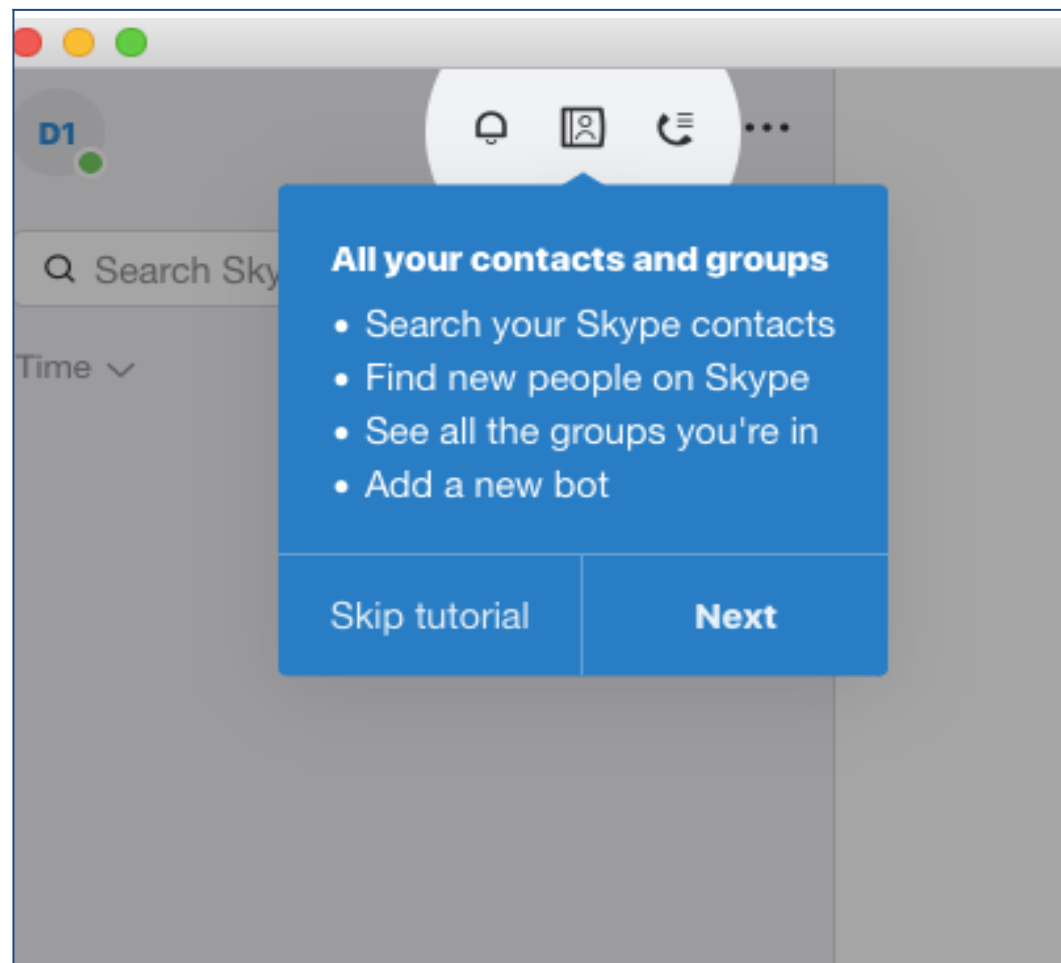 D1
Search Sky
Time
All your contacts and groups
• Search your Skype contacts
• Find new people on Skype
• See all the groups you're in
• Add a new bot
Skip tutorial
Next